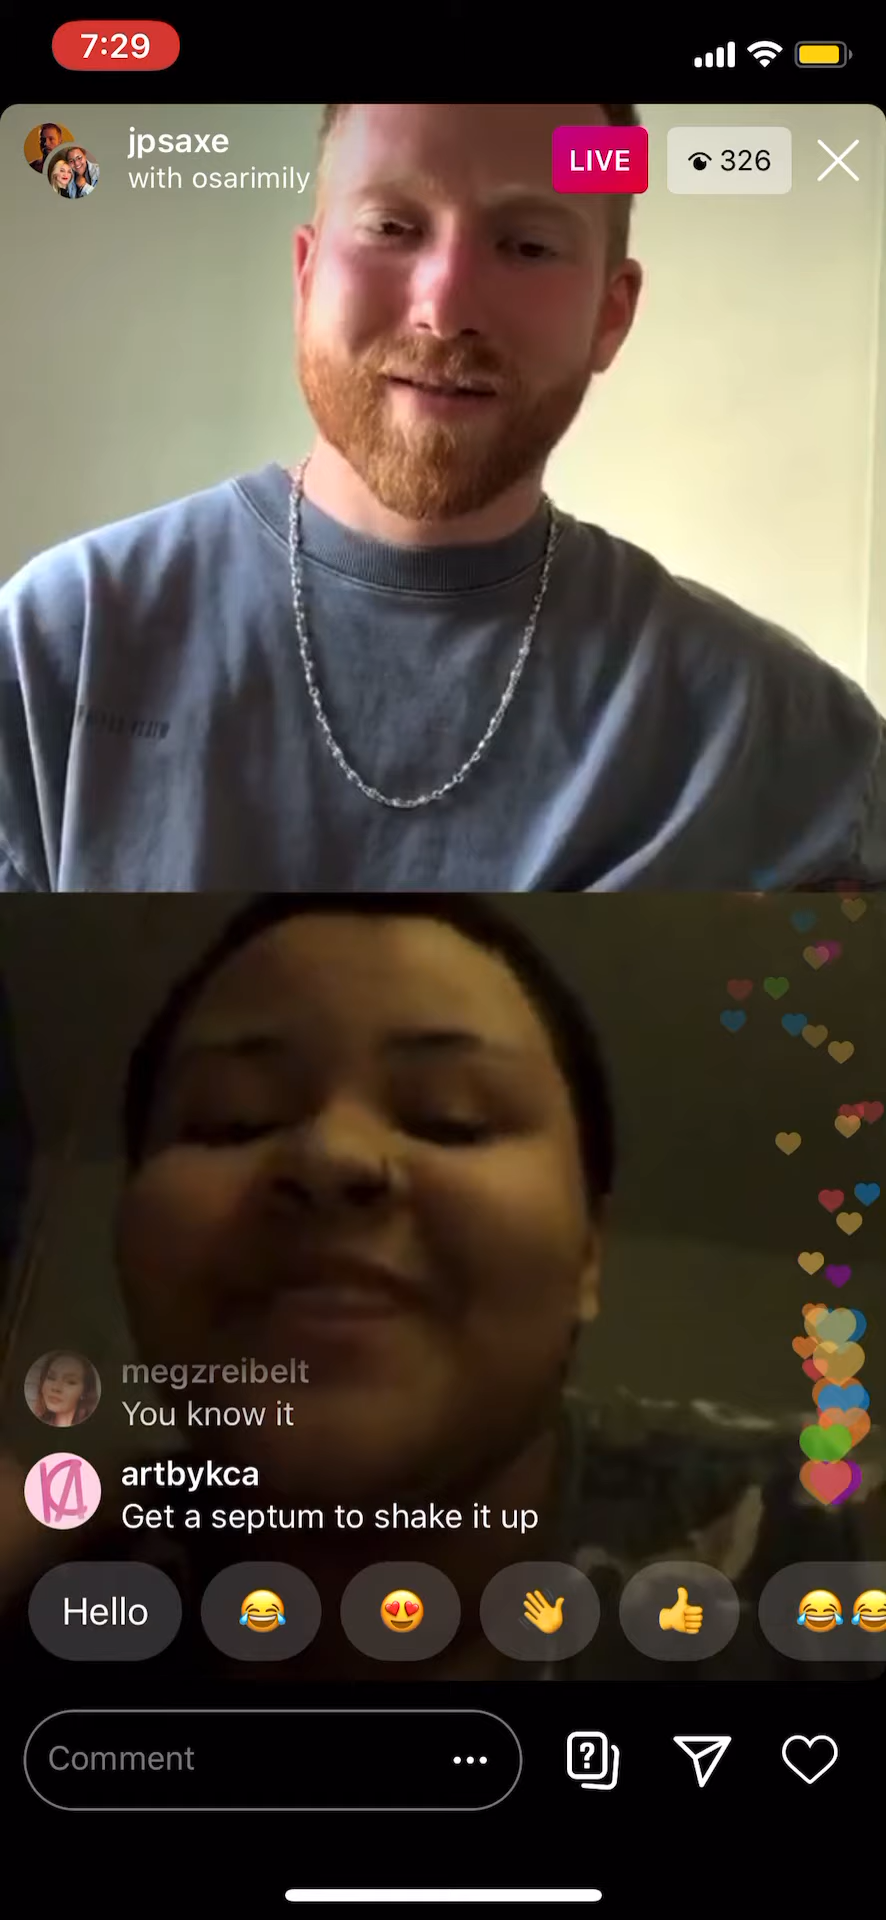 7:29
jpsaxe
with osarimily
LIVE
326
megzreibelt
You know it
artbykca
Get a septum to shake it up
Hello
Comment